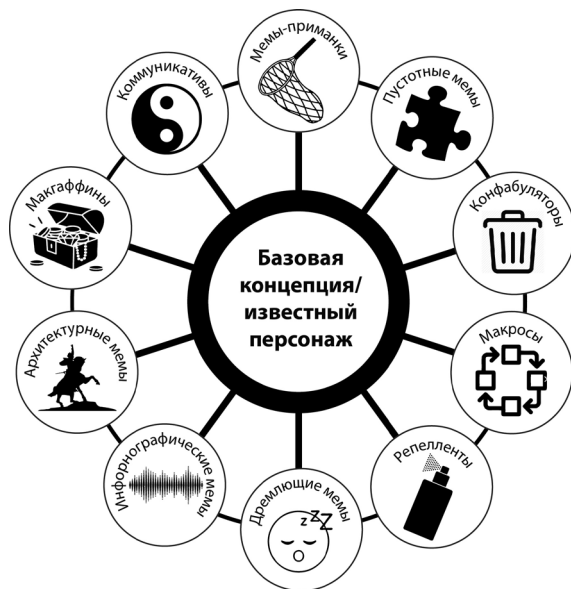 Мемы-приманки
Пустотные мемы
Конфабуляторы
Макросы
Репелленты
Дремлющие мемы
z z Z Z
Инфорнографические мемы
Архитектурные мемы
Макгаффины
Коммуникативы
Базовая
концепция/
известный
персонаж